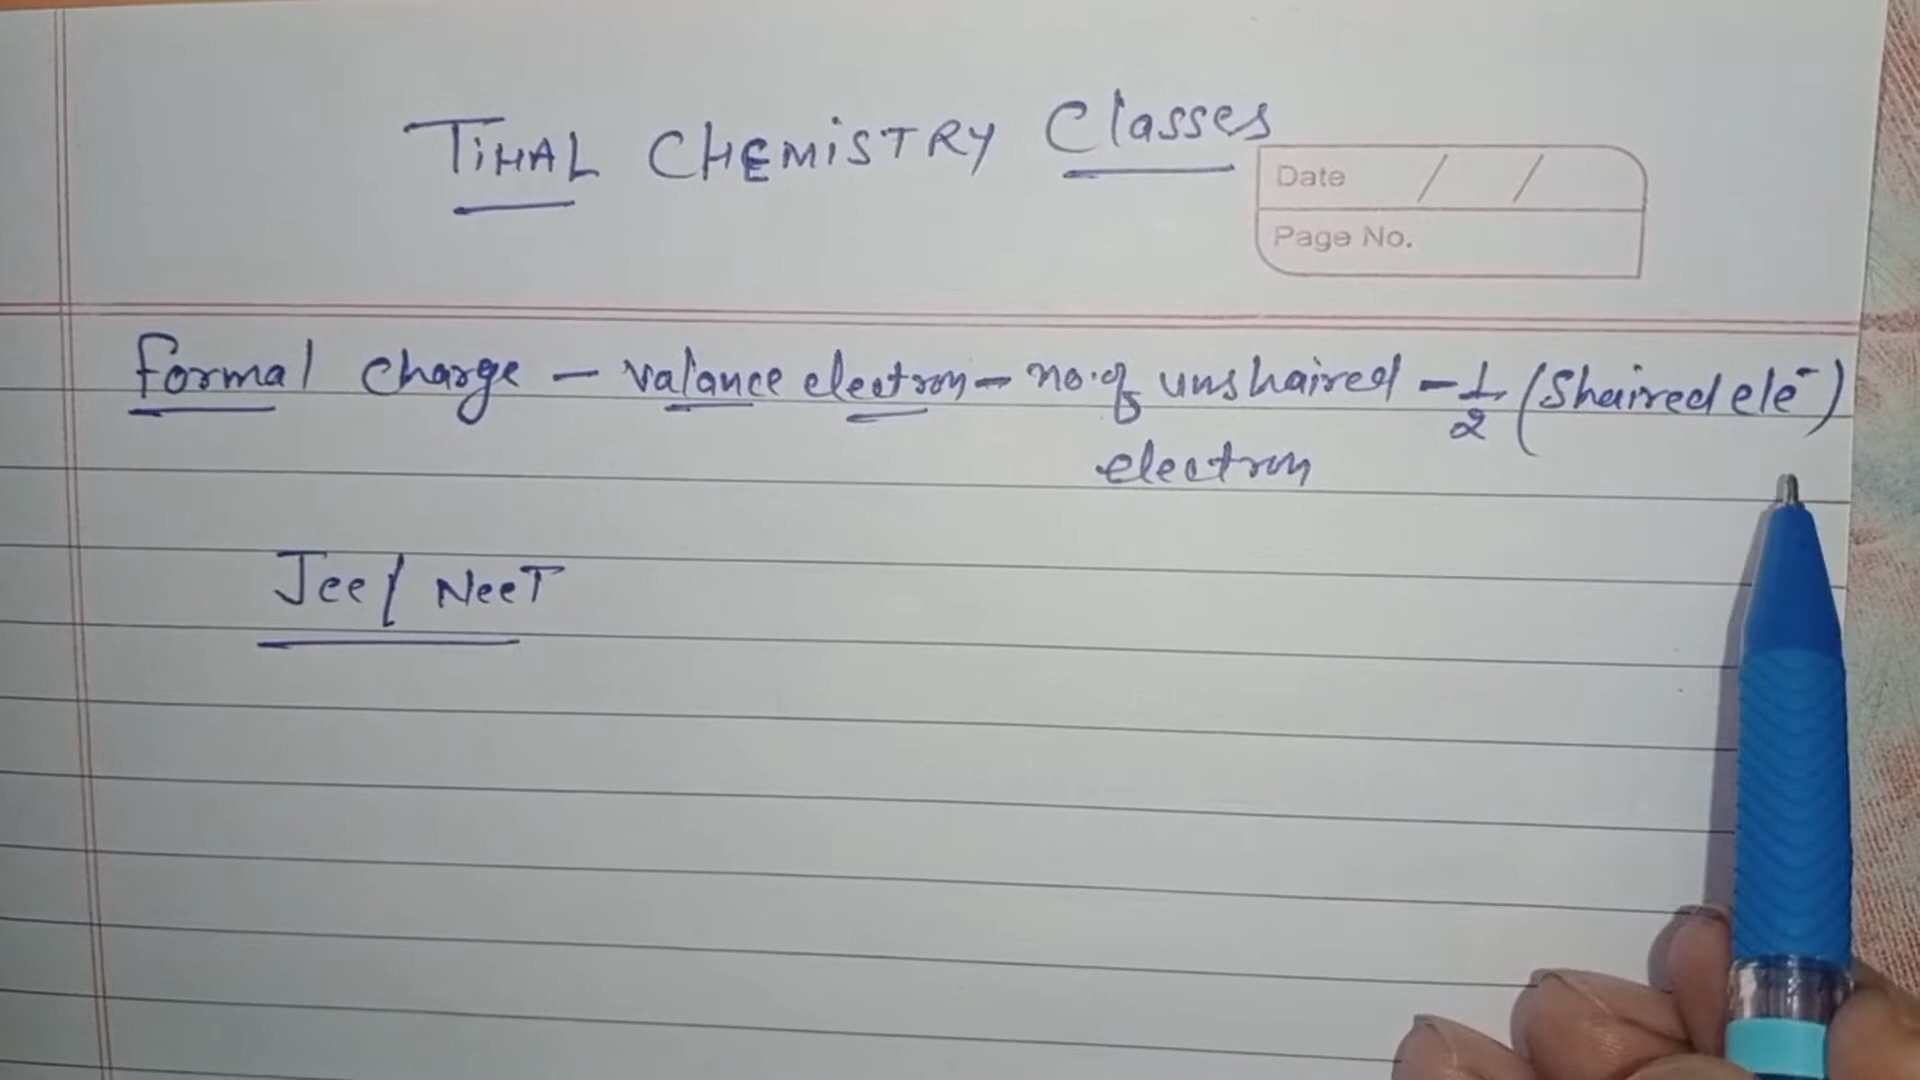 TiHAL CHEMiSTRY Classes
Date / /
Page No.
Formal Charge - valance electron - no. of unshaired - 1/2 (Shaired ele⁻)
electron
Jee / NeeT